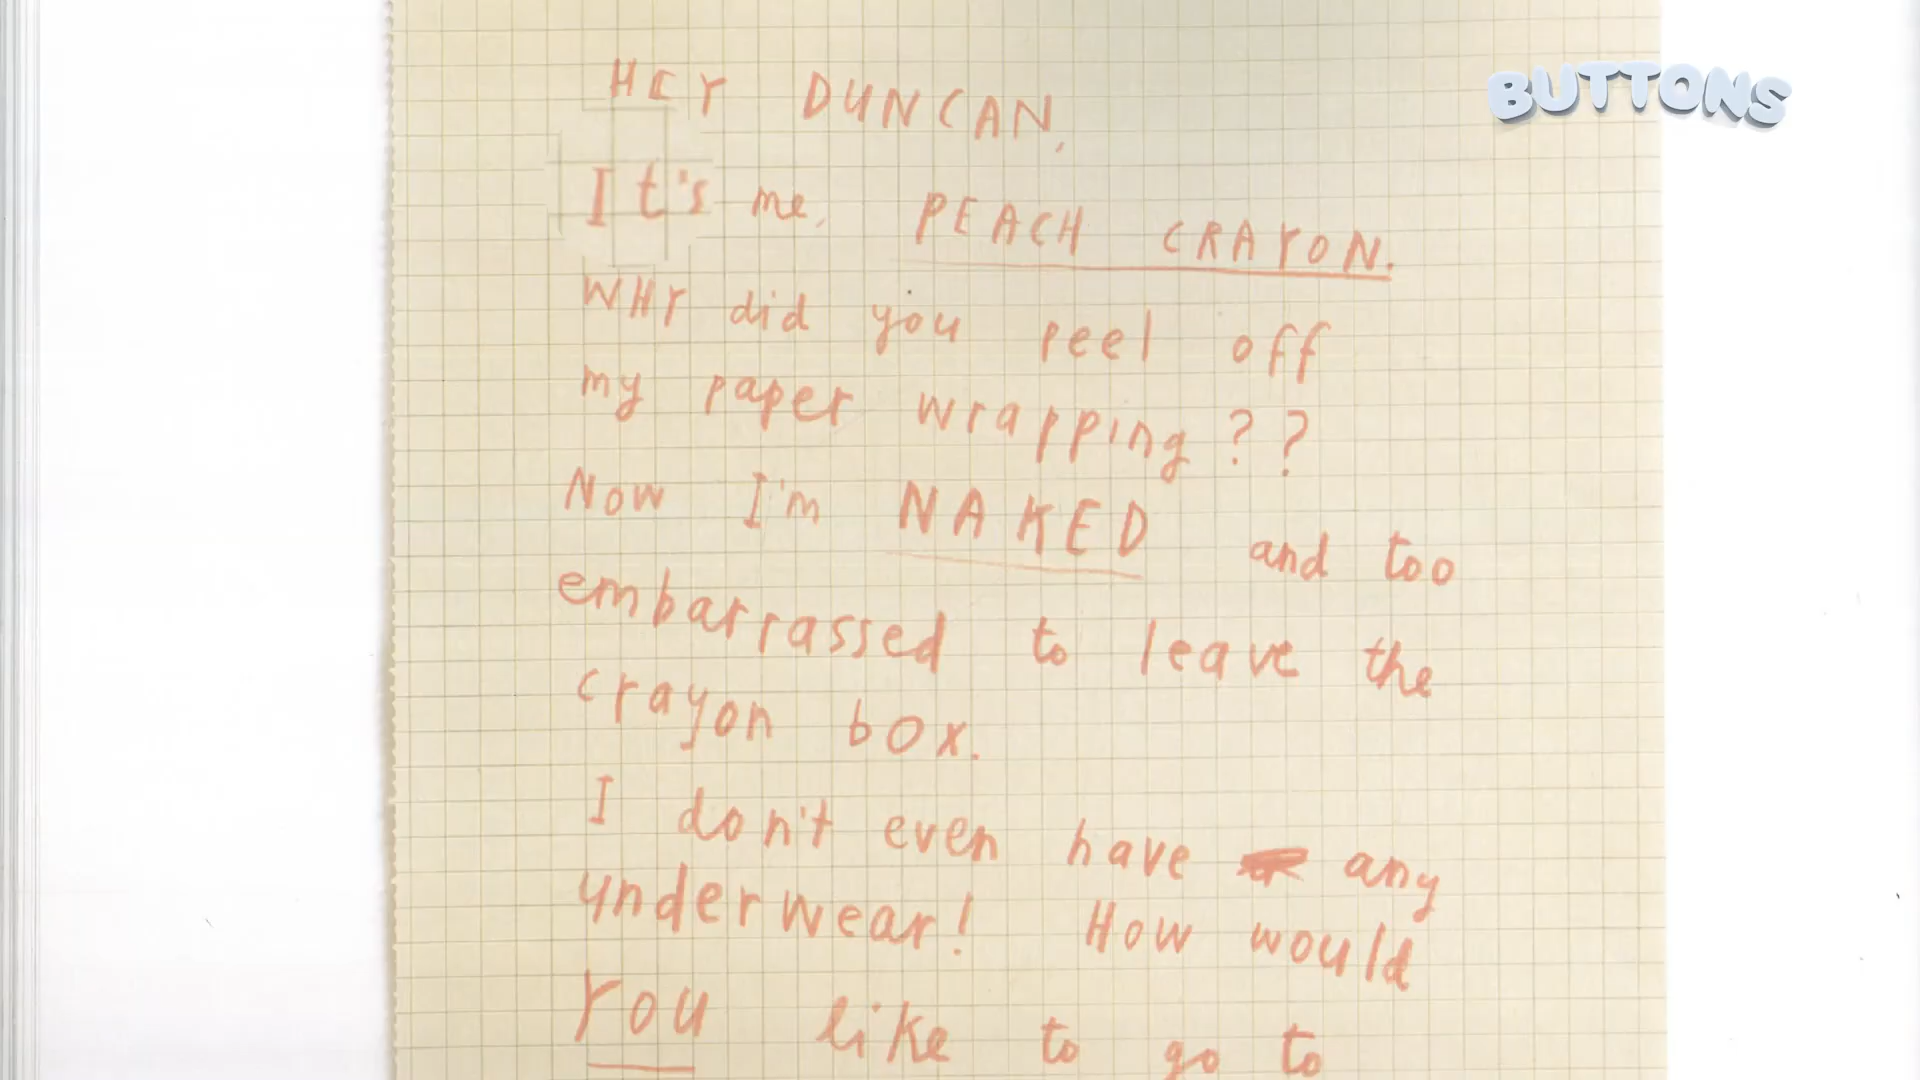 BUTTONS
HEY DUNCAN,
It's me, PEACH CRAYON.
WHY did you peel off
my paper wrapping??
Now I'm NAKED and too
embarrassed to leave the
crayon box.
I don't even have any
underwear! How would
YOU like to go to